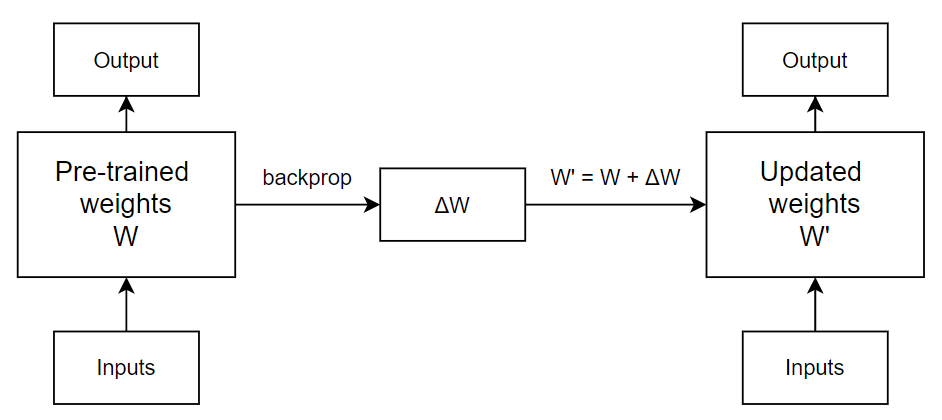 Output
Pre-trained
weights
W
Inputs
backprop
ΔW
W' = W + ΔW
Output
Updated
weights
W'
Inputs